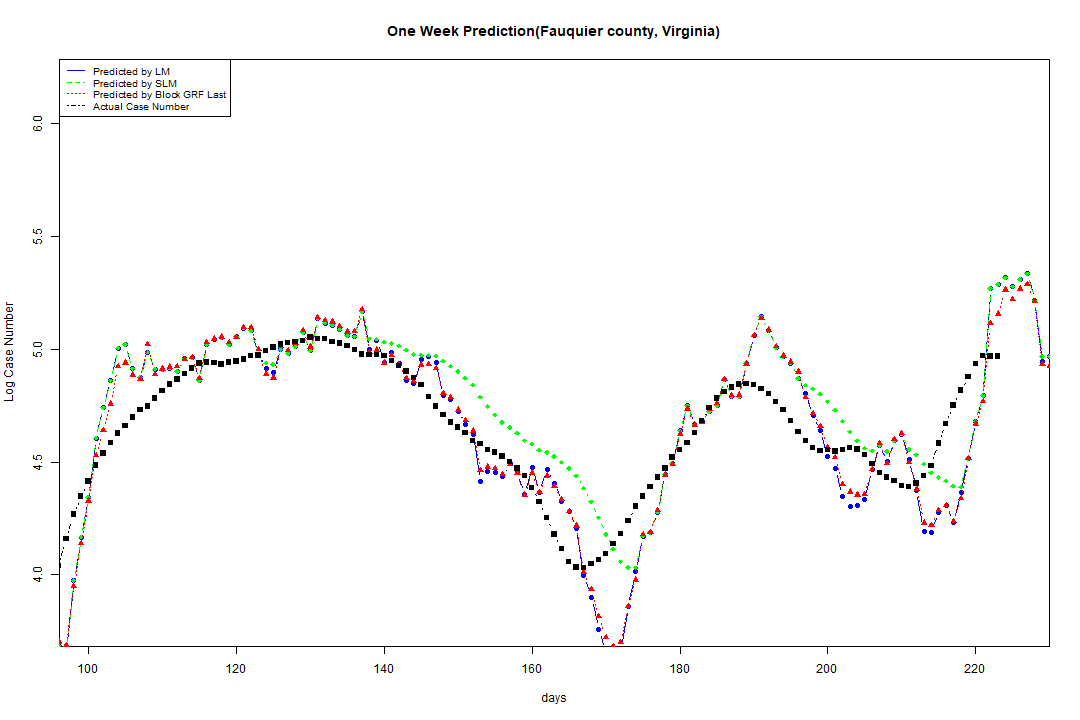 One Week Prediction(Fauquier county, Virginia)
Predicted by LM
Predicted by SLM
Predicted by Block GRF Last
Actual Case Number
6.0
5.5
5.0
4.5
4.0
Log Case Number
100 120 140 160 180 200 220
days